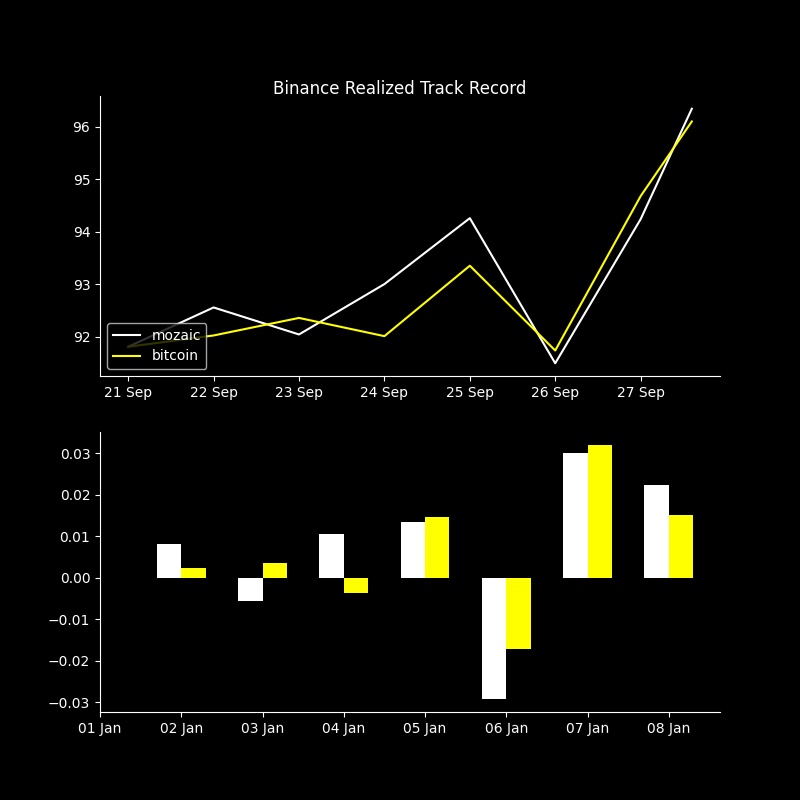 Binance Realized Track Record
96
95
94
93
92
mozaic
bitcoin
21 Sep 22 Sep 23 Sep 24 Sep 25 Sep 26 Sep 27 Sep
0.03
0.02
0.01
0.00
−0.01
−0.02
−0.03
01 Jan 02 Jan 03 Jan 04 Jan 05 Jan 06 Jan 07 Jan 08 Jan